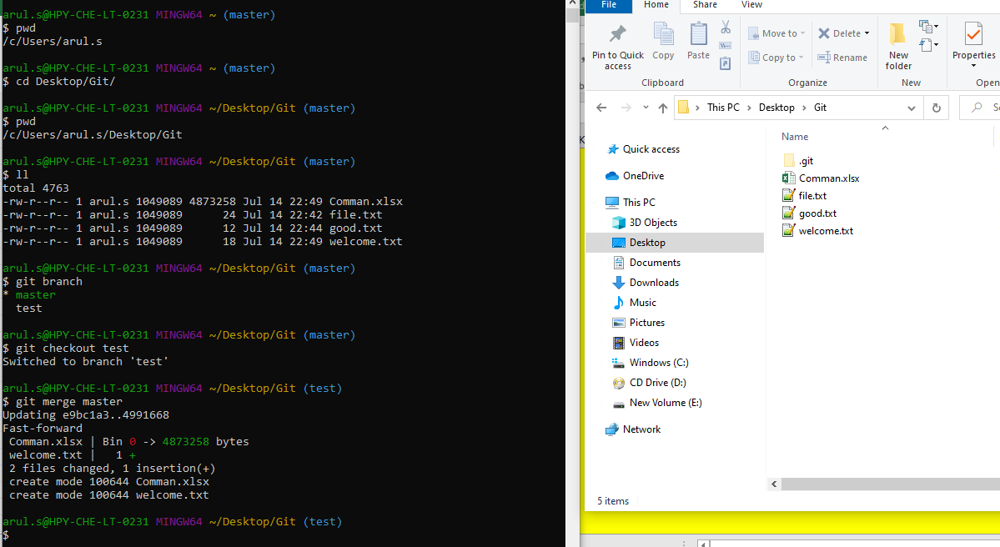 arul.s@HPY-CHE-LT-0231 MINGW64 ~ (master)
$ pwd
/c/Users/arul.s
arul.s@HPY-CHE-LT-0231 MINGW64 ~ (master)
$ cd Desktop/Git/
arul.s@HPY-CHE-LT-0231 MINGW64 ~/Desktop/Git (master)
$ pwd
/c/Users/arul.s/Desktop/Git
arul.s@HPY-CHE-LT-0231 MINGW64 ~/Desktop/Git (master)
$ ll
total 4763
-rw-r--r-- 1 arul.s 1049089 4873258 Jul 14 22:49 Comman.xlsx
-rw-r--r-- 1 arul.s 1049089      24 Jul 14 22:42 file.txt
-rw-r--r-- 1 arul.s 1049089      12 Jul 14 22:44 good.txt
-rw-r--r-- 1 arul.s 1049089      18 Jul 14 22:49 welcome.txt
arul.s@HPY-CHE-LT-0231 MINGW64 ~/Desktop/Git (master)
$ git branch
* master
  test
arul.s@HPY-CHE-LT-0231 MINGW64 ~/Desktop/Git (master)
$ git checkout test
Switched to branch 'test'
arul.s@HPY-CHE-LT-0231 MINGW64 ~/Desktop/Git (test)
$ git merge master
Updating e9bc1a3..4991668
Fast-forward
 Comman.xlsx | Bin 0 -> 4873258 bytes
 welcome.txt |   1 +
 2 files changed, 1 insertion(+)
 create mode 100644 Comman.xlsx
 create mode 100644 welcome.txt
arul.s@HPY-CHE-LT-0231 MINGW64 ~/Desktop/Git (test)
$
File Home Share View
Pin to Quick access
Copy
Paste
Clipboard
Move to
Copy to
Delete
Rename
Organize
New folder
New
Properties
Open
This PC > Desktop > Git
Quick access
OneDrive
This PC
3D Objects
Desktop
Documents
Downloads
Music
Pictures
Videos
Windows (C:)
CD Drive (D:)
New Volume (E:)
Network
Name
.git
Comman.xlsx
file.txt
good.txt
welcome.txt
5 items